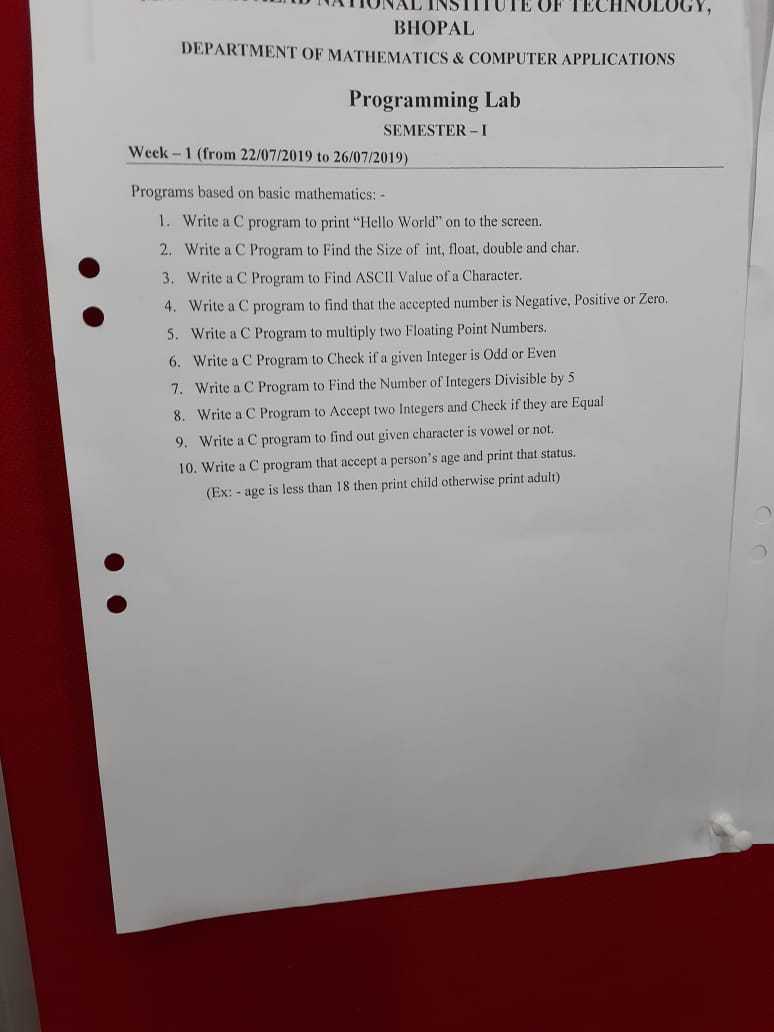 NATIONAL INSTITUTE OF TECHNOLOGY,
BHOPAL
DEPARTMENT OF MATHEMATICS & COMPUTER APPLICATIONS
Programming Lab
SEMESTER – I
Week – 1 (from 22/07/2019 to 26/07/2019)
Programs based on basic mathematics: -
1. Write a C program to print “Hello World” on to the screen.
2. Write a C Program to Find the Size of int, float, double and char.
3. Write a C Program to Find ASCII Value of a Character.
4. Write a C program to find that the accepted number is Negative, Positive or Zero.
5. Write a C Program to multiply two Floating Point Numbers.
6. Write a C Program to Check if a given Integer is Odd or Even
7. Write a C Program to Find the Number of Integers Divisible by 5
8. Write a C Program to Accept two Integers and Check if they are Equal
9. Write a C program to find out given character is vowel or not.
10. Write a C program that accept a person’s age and print that status.
(Ex: - age is less than 18 then print child otherwise print adult)